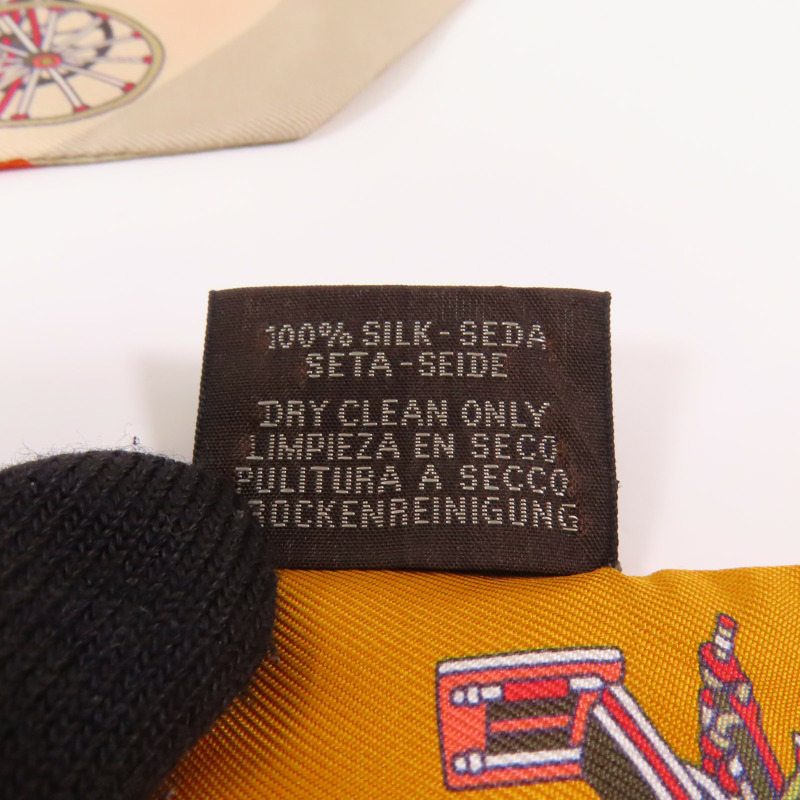 100% SILK-SEDA
SETA-SEIDE
DRY CLEAN ONLY
LIMPIEZA EN SECO
PULITURA A SECCO
ROCKENREINIGUNG